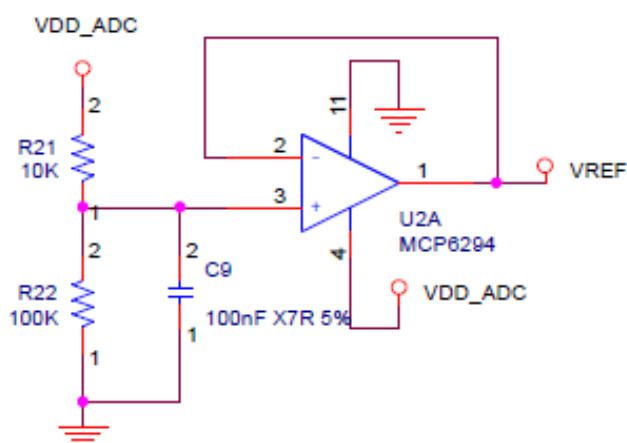 VDD_ADC
2
R21
10K
1
2
R22
100K
1
2
C9
100nF X7R 5%
1
2
3
-
+
11
1
4
U2A
MCP6294
VREF
VDD_ADC